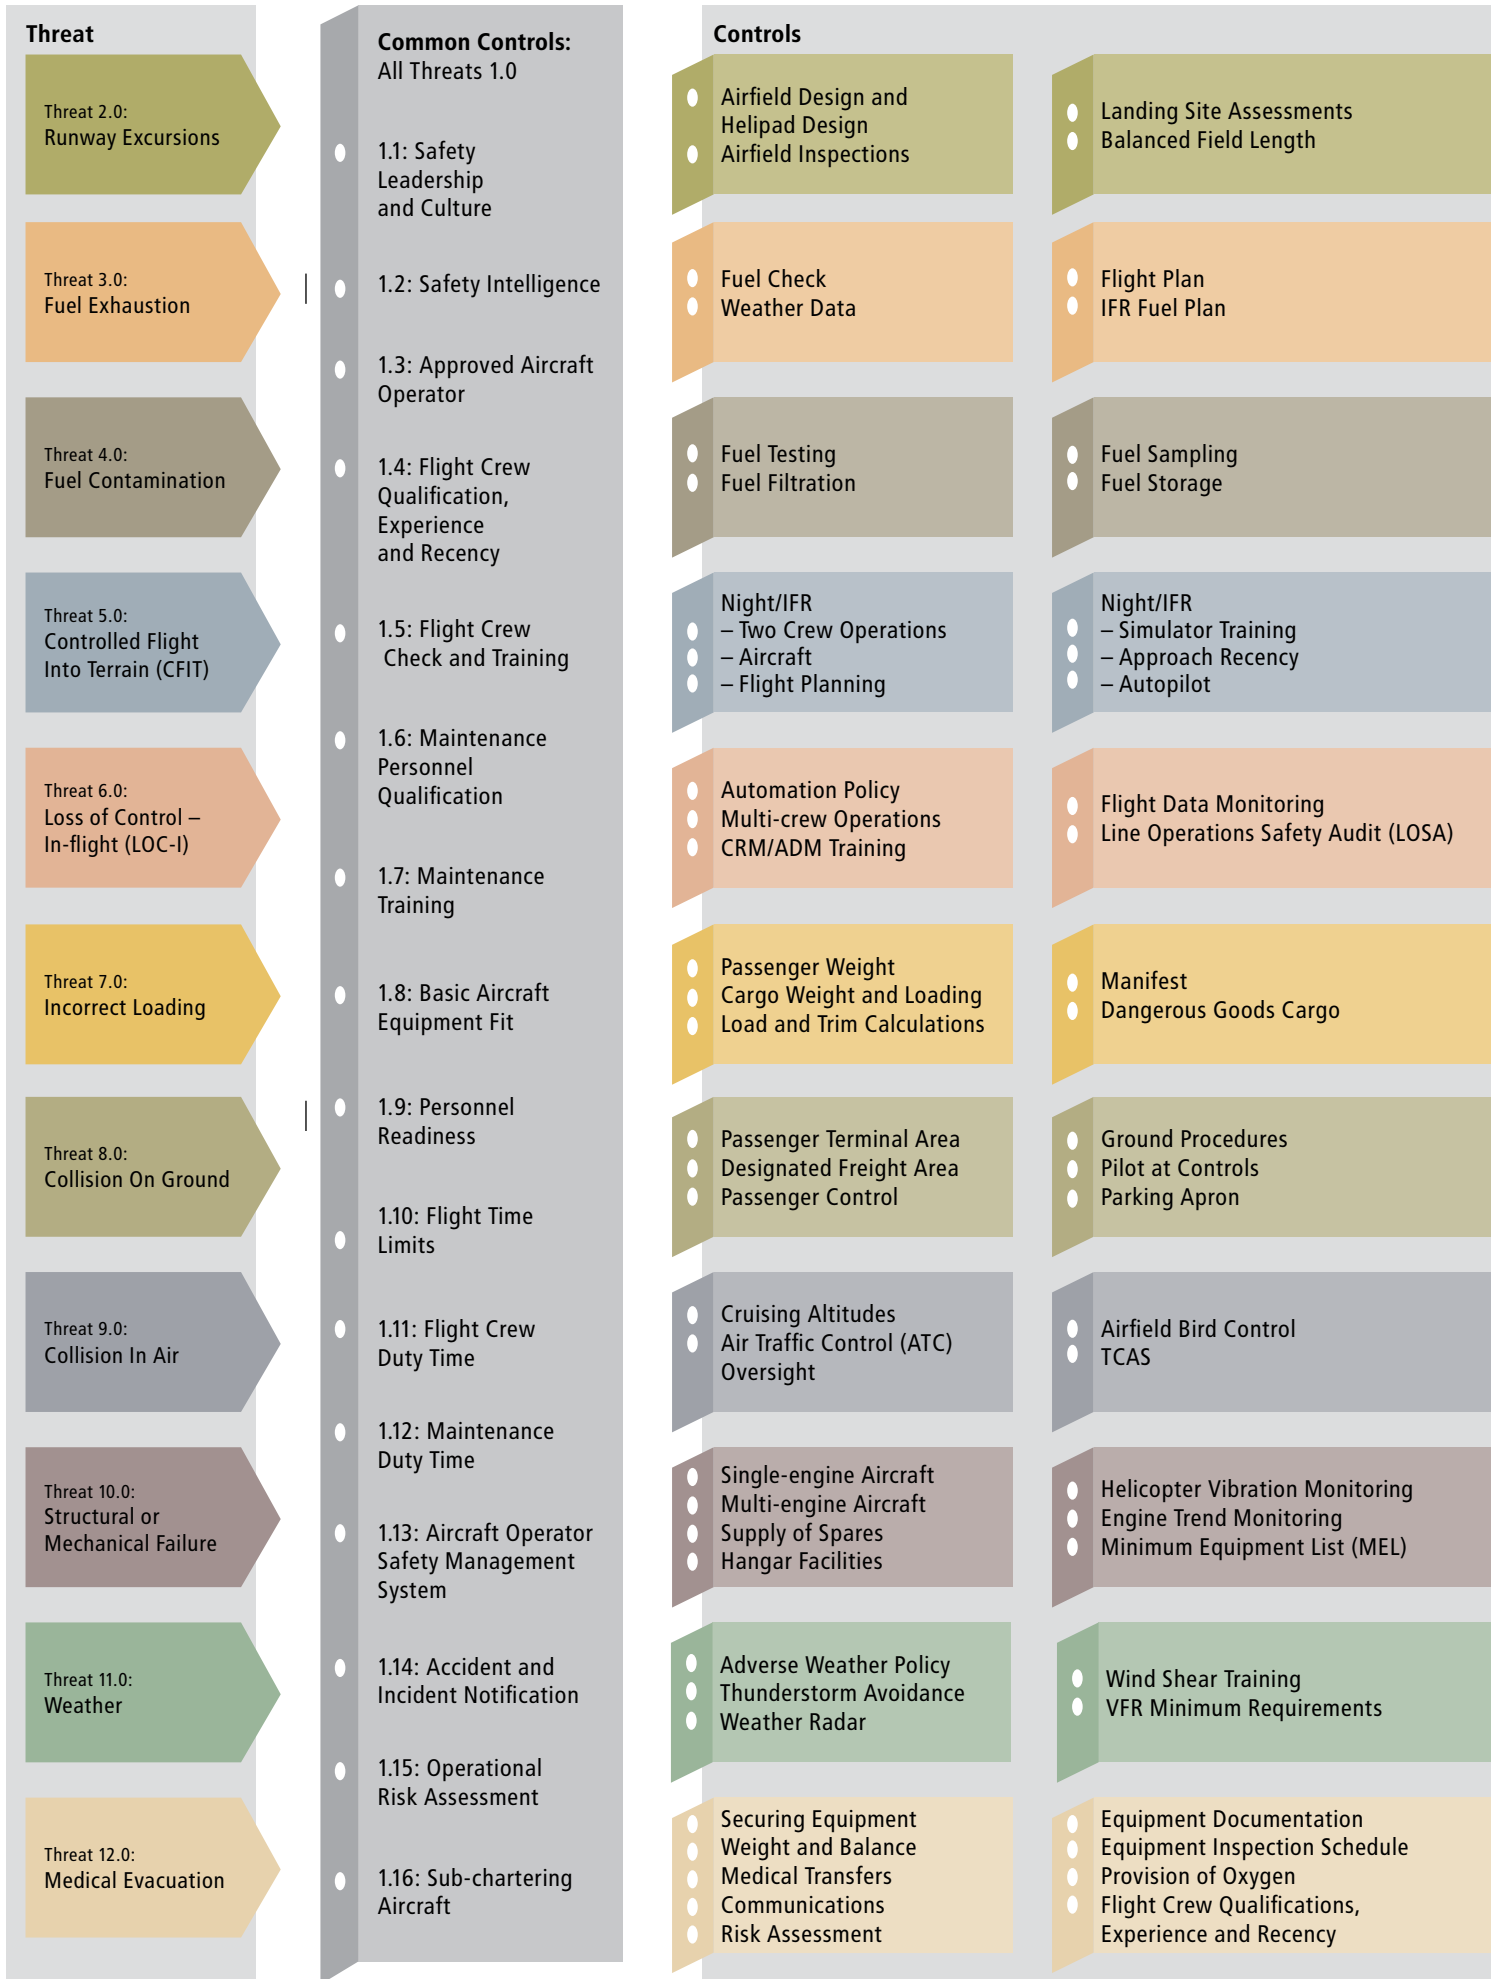 Threat
Threat 2.0:
Runway Excursions
Threat 3.0:
Fuel Exhaustion
Threat 4.0:
Fuel Contamination
Threat 5.0:
Controlled Flight
Into Terrain (CFIT)
Threat 6.0:
Loss of Control –
In-flight (LOC-I)
Threat 7.0:
Incorrect Loading
Threat 8.0:
Collision On Ground
Threat 9.0:
Collision In Air
Threat 10.0:
Structural or
Mechanical Failure
Threat 11.0:
Weather
Threat 12.0:
Medical Evacuation
Common Controls:
All Threats 1.0
1.1: Safety
Leadership
and Culture
1.2: Safety Intelligence
1.3: Approved Aircraft
Operator
1.4: Flight Crew
Qualification,
Experience
and Recency
1.5: Flight Crew
Check and Training
1.6: Maintenance
Personnel
Qualification
1.7: Maintenance
Training
1.8: Basic Aircraft
Equipment Fit
1.9: Personnel
Readiness
1.10: Flight Time
Limits
1.11: Flight Crew
Duty Time
1.12: Maintenance
Duty Time
1.13: Aircraft Operator
Safety Management
System
1.14: Accident and
Incident Notification
1.15: Operational
Risk Assessment
1.16: Sub-chartering
Aircraft
Controls
Airfield Design and
Helipad Design
Airfield Inspections
Landing Site Assessments
Balanced Field Length
Fuel Check
Weather Data
Flight Plan
IFR Fuel Plan
Fuel Testing
Fuel Filtration
Fuel Sampling
Fuel Storage
Night/IFR
– Two Crew Operations
– Aircraft
– Flight Planning
Night/IFR
– Simulator Training
– Approach Recency
– Autopilot
Automation Policy
Multi-crew Operations
CRM/ADM Training
Flight Data Monitoring
Line Operations Safety Audit (LOSA)
Passenger Weight
Cargo Weight and Loading
Load and Trim Calculations
Manifest
Dangerous Goods Cargo
Passenger Terminal Area
Designated Freight Area
Passenger Control
Ground Procedures
Pilot at Controls
Parking Apron
Cruising Altitudes
Air Traffic Control (ATC)
Oversight
Airfield Bird Control
TCAS
Single-engine Aircraft
Multi-engine Aircraft
Supply of Spares
Hangar Facilities
Helicopter Vibration Monitoring
Engine Trend Monitoring
Minimum Equipment List (MEL)
Adverse Weather Policy
Thunderstorm Avoidance
Weather Radar
Wind Shear Training
VFR Minimum Requirements
Securing Equipment
Weight and Balance
Medical Transfers
Communications
Risk Assessment
Equipment Documentation
Equipment Inspection Schedule
Provision of Oxygen
Flight Crew Qualifications,
Experience and Recency